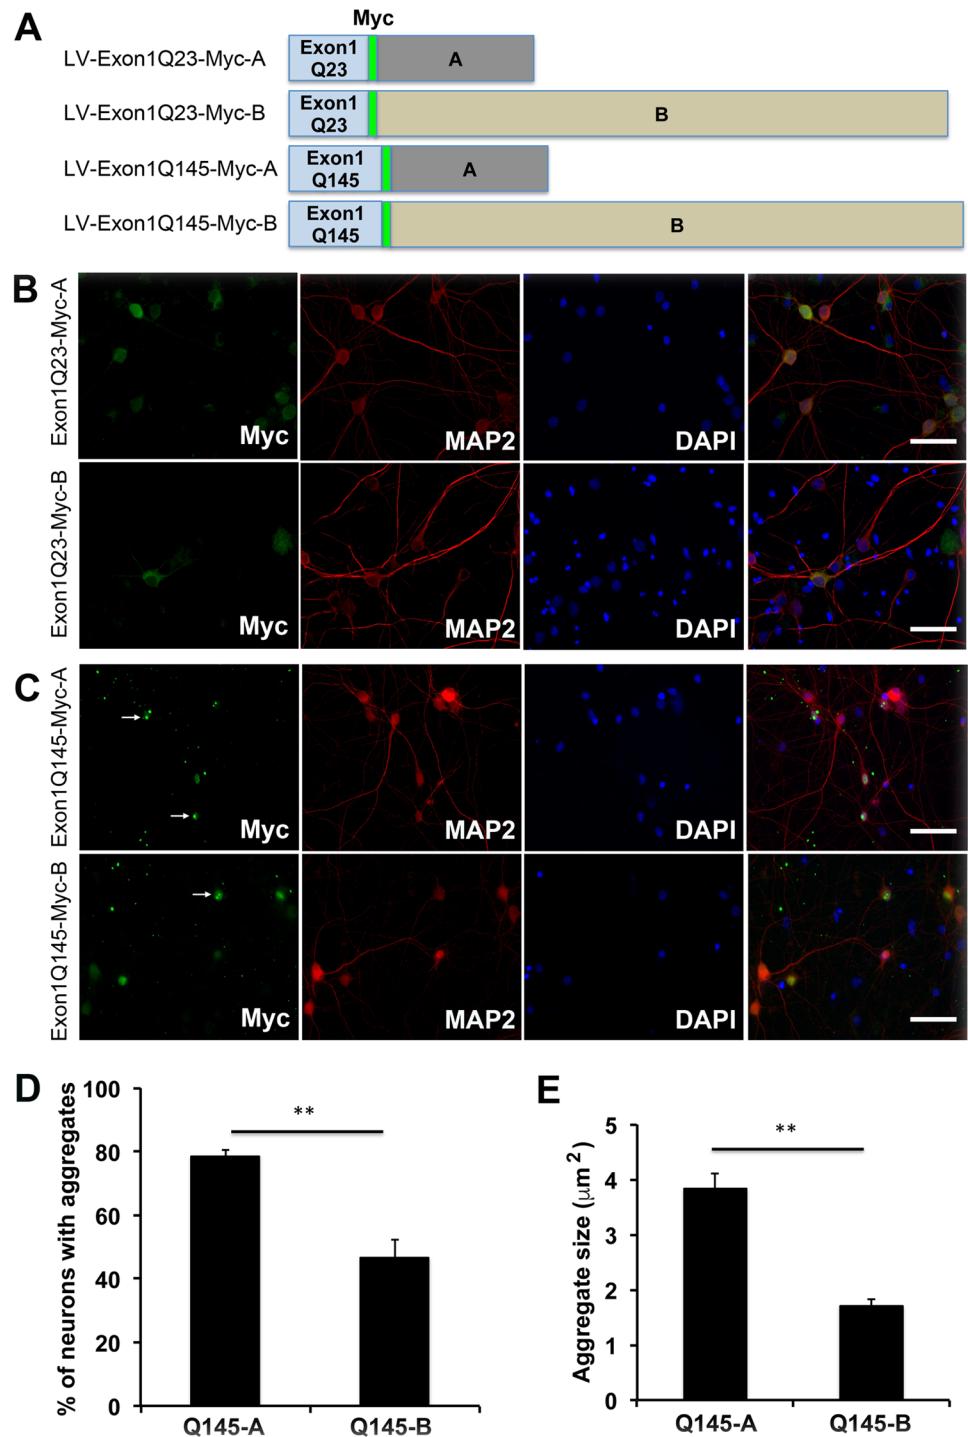 A
Myc
LV-Exon1Q23-Myc-A
Exon1
Q23
A
LV-Exon1Q23-Myc-B
Exon1
Q23
B
LV-Exon1Q145-Myc-A
Exon1
Q145
A
LV-Exon1Q145-Myc-B
Exon1
Q145
B
B
Exon1Q23-Myc-A
Myc
MAP2
DAPI
Exon1Q23-Myc-B
Myc
MAP2
DAPI
C
Exon1Q145-Myc-A
Myc
MAP2
DAPI
Exon1Q145-Myc-B
Myc
MAP2
DAPI
D
% of neurons with aggregates
100
80
60
40
20
0
**
Q145-A
Q145-B
E
Aggregate size (μm²)
5
4
3
2
1
0
**
Q145-A
Q145-B